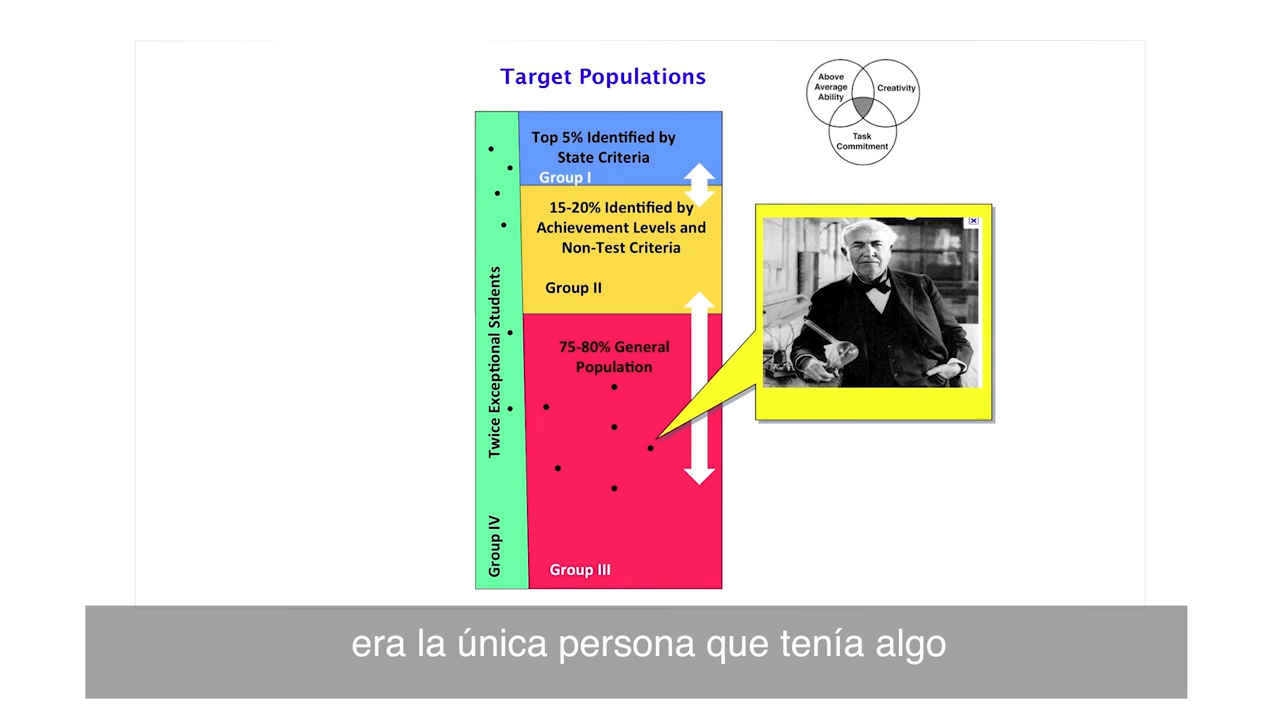 Target Populations
Above
Average
Ability
Creativity
Task
Commitment
Top 5% Identified by
State Criteria
Group I
15-20% Identified by
Achievement Levels and
Non-Test Criteria
Group II
75-80% General
Population
Group III
Twice Exceptional Students
Group IV
era la única persona que tenía algo